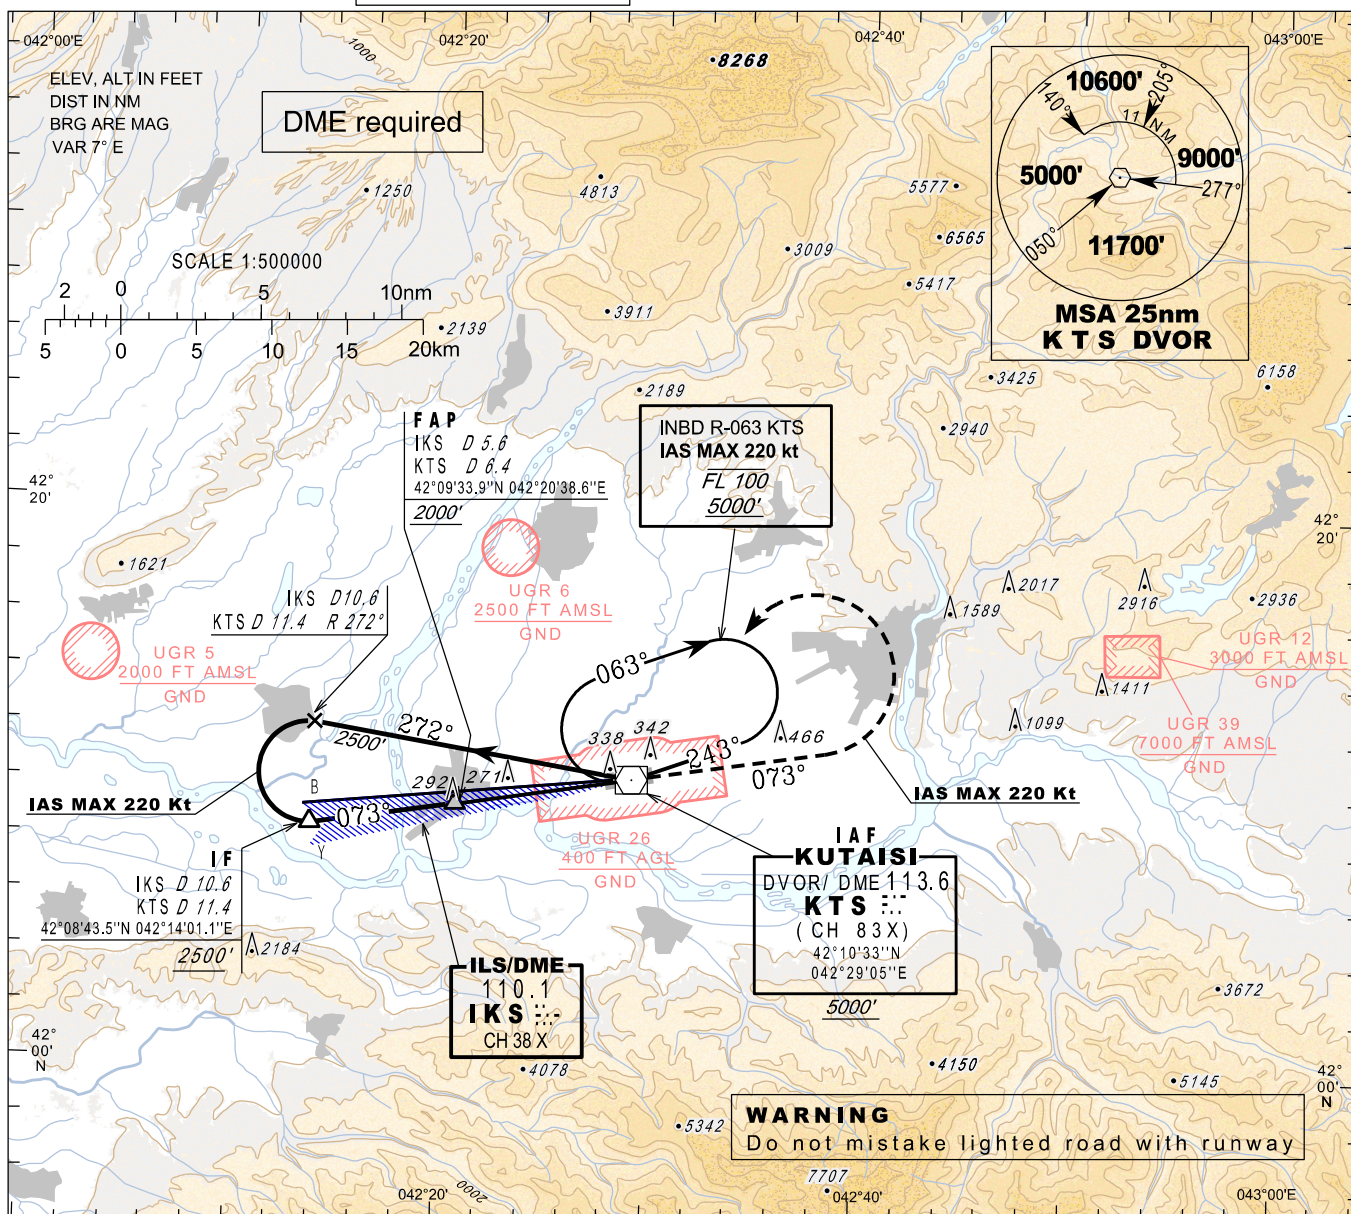 042°00'E
042°20'
042°40'
043°00'E
ELEV, ALT IN FEET
DIST IN NM
BRG ARE MAG
VAR 7° E
DME required
1000
8268
10600'
140°
205°
11 NM
9000'
5000'
277°
050°
11700'
MSA 25nm
K T S DVOR
1250
4813
5577
6565
3009
5417
SCALE 1:500000
2 0 5 10nm
5 0 5 10 15 20km
2139
3911
2189
3425
6158
2940
FAP
IKS D 5.6
KTS D 6.4
42°09'33.9"N 042°20'38.6"E
2000'
INBD R-063 KTS
IAS MAX 220 kt
FL 100
5000'
42°
20'
42°
20'
1621
UGR 6
2500 FT AMSL
GND
IKS D10.6
KTS D 11.4 R 272°
UGR 5
2000 FT AMSL
GND
2017
1589
2916
2936
UGR 12
3000 FT AMSL
GND
1411
1099
UGR 39
7000 FT AMSL
GND
063°
272°
2500'
338
342
243°
466
073°
292
271
B
073°
Y
IAS MAX 220 Kt
IAS MAX 220 Kt
UGR 26
400 FT AGL
GND
IF
IKS D 10.6
KTS D 11.4
42°08'43.5"N 042°14'01.1"E
2500'
2184
IAF
KUTAISI
DVOR/ DME 113.6
KTS
( CH 83X)
42°10'33"N
042°29'05"E
5000'
ILS/DME
110.1
IKS
CH 38 X
4078
42°
00'
N
3672
4150
5145
42°
00'
N
5342
WARNING
Do not mistake lighted road with runway
7707
2000
042°20'
042°40'
043°00'E